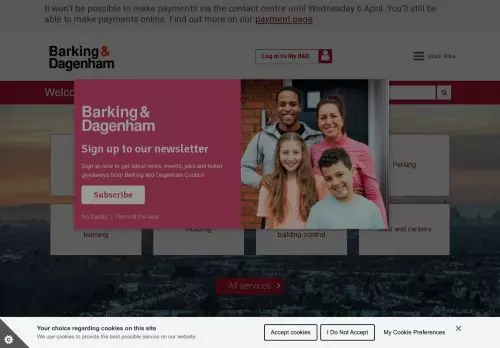 It won't be possible to make payments via the contact centre until Wednesday 6 April. You'll still be
able to make payments online. Find out more on our payment page
Barking &
Dagenham
Log in to My B&D
Quick links
Barking &
Dagenham
Sign up to our newsletter
Sign up now to get latest news, events, jobs and ticket
giveaways from Barking and Dagenham Council
Subscribe
No thanks | Remind me later
Parking
learning
Housing
building control
and careers
All services
Your choice regarding cookies on this site
We use cookies to provide the best possible service on our website
Accept cookies
I Do Not Accept
My Cookie Preferences